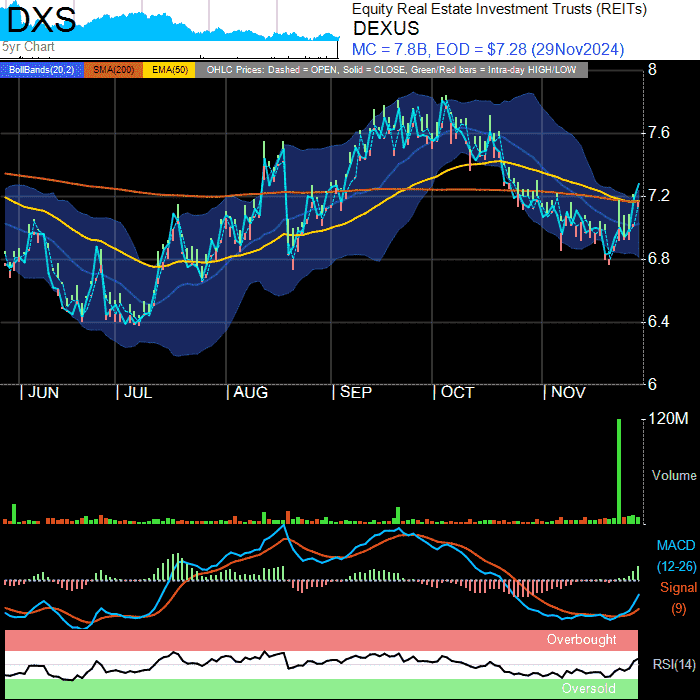 DXS
5yr Chart
Equity Real Estate Investment Trusts (REITs)
DEXUS
MC = 7.8B, EOD = $7.28 (29Nov2024)
BollBands(20,2) SMA(200) EMA(50) OHLC Prices: Dashed = OPEN, Solid = CLOSE, Green/Red bars = Intra-day HIGH/LOW
8
7.6
7.2
6.8
6.4
6
JUN JUL AUG SEP OCT NOV
120M
Volume
MACD
(12-26)
Signal
(9)
Overbought
RSI(14)
Oversold